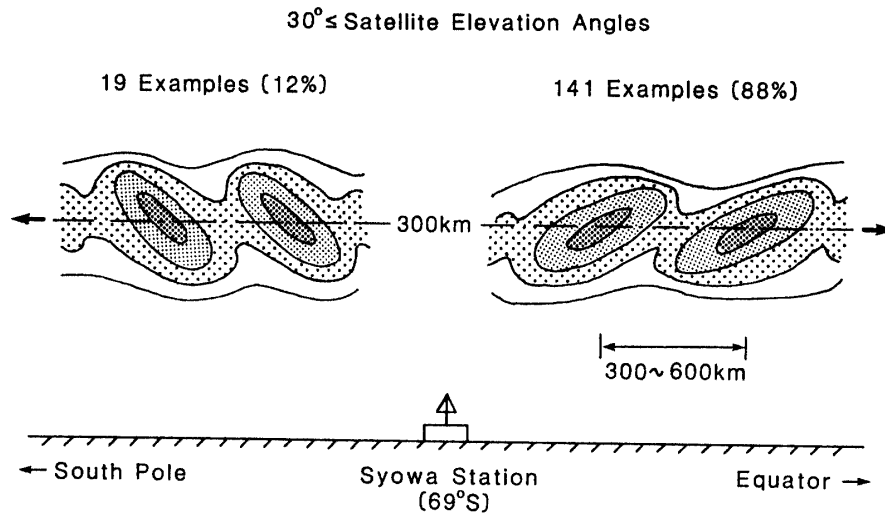 30°≤ Satellite Elevation Angles
19 Examples (12%)
141 Examples (88%)
300km
300~600km
South Pole
Syowa Station
(69°S)
Equator